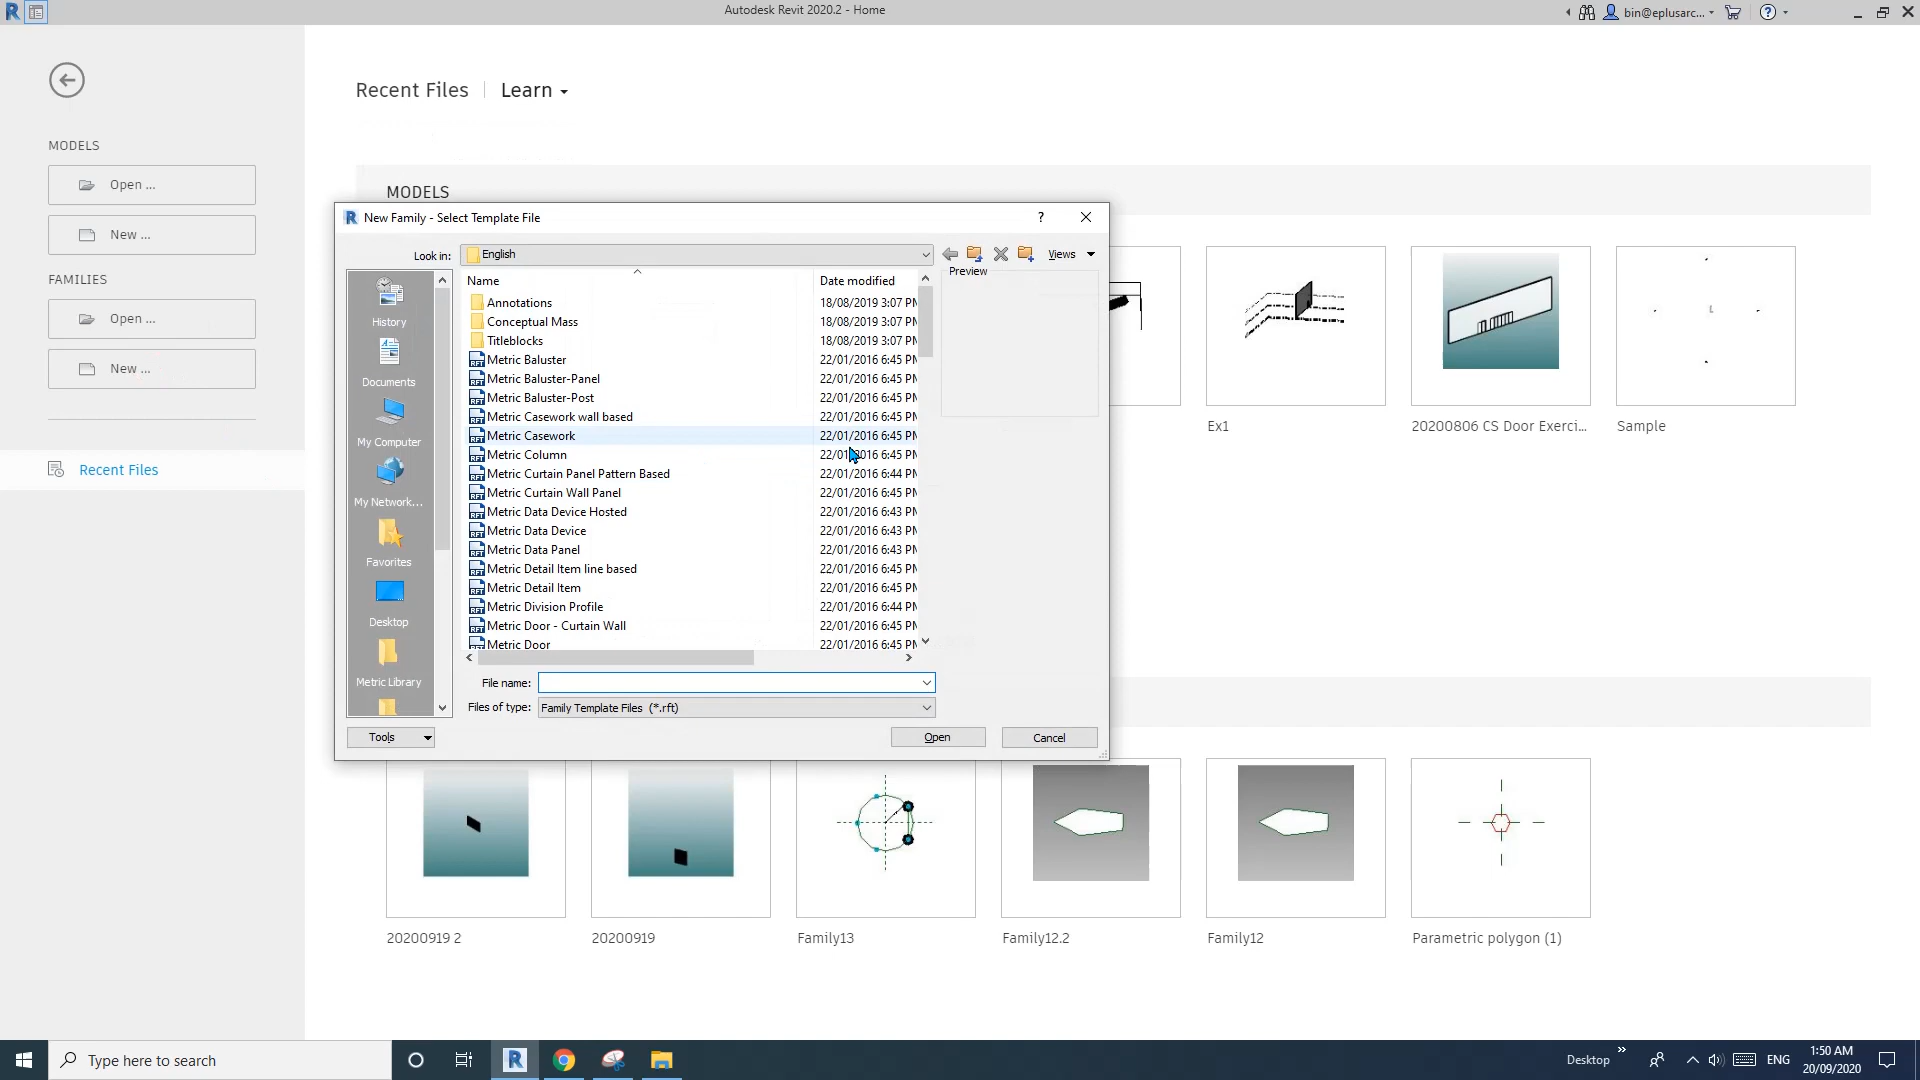 Autodesk Revit 2020.2 - Home
bin@eplusarc...
Recent Files
Learn
MODELS
Open ...
New ...
FAMILIES
Open ...
New ...
Recent Files
MODELS
New Family - Select Template File
Look in:
English
Views
Name
Date modified
Preview
Annotations 18/08/2019 3:07 PM
Conceptual Mass 18/08/2019 3:07 PM
Titleblocks 18/08/2019 3:07 PM
Metric Baluster 22/01/2016 6:45 PM
Metric Baluster-Panel 22/01/2016 6:45 PM
Metric Baluster-Post 22/01/2016 6:45 PM
Metric Casework wall based 22/01/2016 6:45 PM
Metric Casework 22/01/2016 6:45 PM
Metric Column 22/01/2016 6:45 PM
Metric Curtain Panel Pattern Based 22/01/2016 6:44 PM
Metric Curtain Wall Panel 22/01/2016 6:45 PM
Metric Data Device Hosted 22/01/2016 6:43 PM
Metric Data Device 22/01/2016 6:43 PM
Metric Data Panel 22/01/2016 6:43 PM
Metric Detail Item line based 22/01/2016 6:45 PM
Metric Detail Item 22/01/2016 6:45 PM
Metric Division Profile 22/01/2016 6:44 PM
Metric Door - Curtain Wall 22/01/2016 6:45 PM
Metric Door 22/01/2016 6:45 PM
History
Documents
My Computer
My Network...
Favorites
Desktop
Metric Library
File name:
Files of type:
Family Template Files (*.rft)
Tools
Open
Cancel
Ex1
20200806 CS Door Exerci...
Sample
20200919 2
20200919
Family13
Family12.2
Family12
Parametric polygon (1)
Type here to search
Desktop
ENG
1:50 AM
20/09/2020